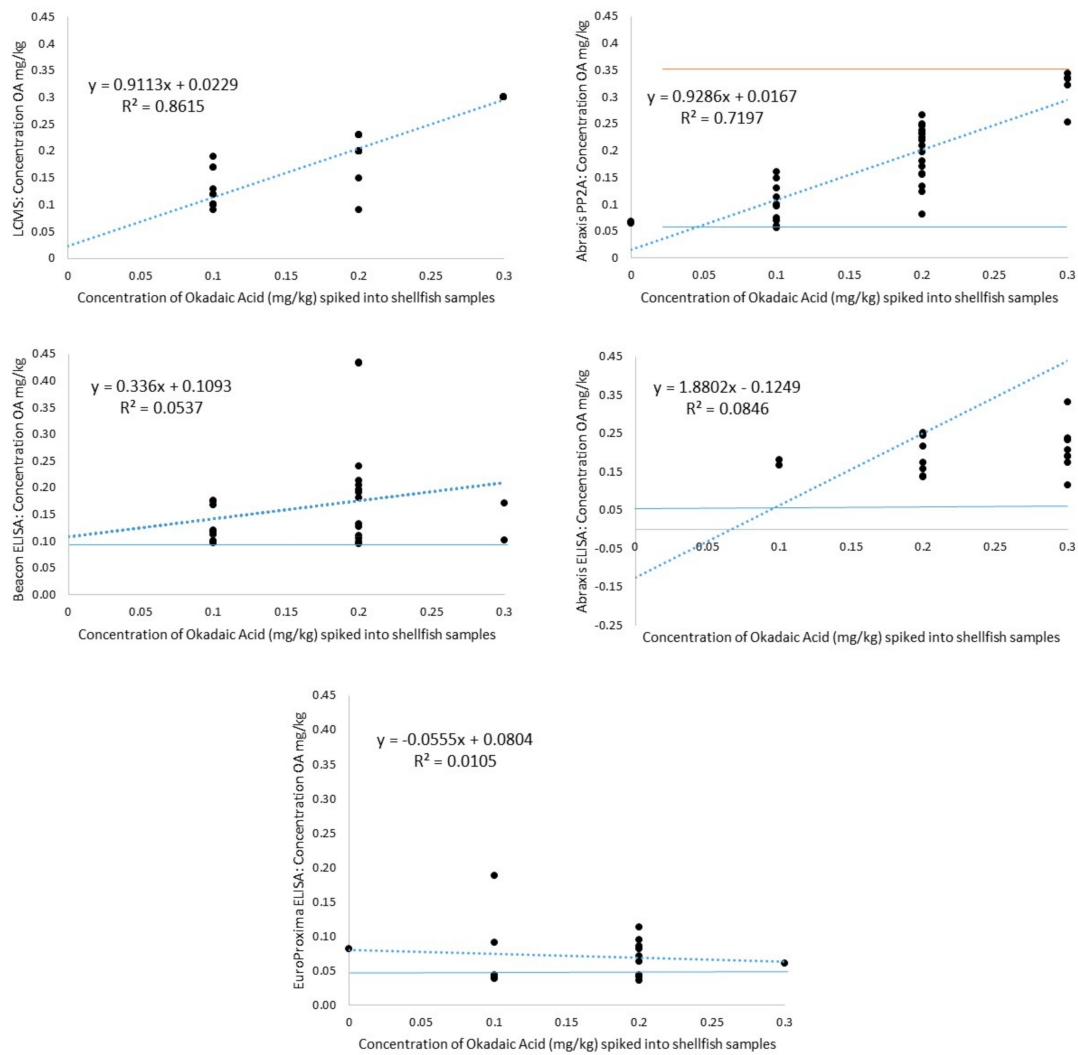 LCMS: Concentration OA mg/kg
0.45
0.4
0.35
0.3
0.25
0.2
0.15
0.1
0.05
0
y = 0.9113x + 0.0229
R² = 0.8615
0 0.05 0.1 0.15 0.2 0.25 0.3
Concentration of Okadaic Acid (mg/kg) spiked into shellfish samples
Abraxis PP2A: Concentration OA mg/kg
0.45
0.4
0.35
0.3
0.25
0.2
0.15
0.1
0.05
0
y = 0.9286x + 0.0167
R² = 0.7197
0 0.05 0.1 0.15 0.2 0.25 0.3
Concentration of Okadaic Acid (mg/kg) spiked into shellfish samples
Beacon ELISA: Concentration OA mg/kg
0.45
0.40
0.35
0.30
0.25
0.20
0.15
0.10
0.05
0.00
y = 0.336x + 0.1093
R² = 0.0537
0 0.05 0.1 0.15 0.2 0.25 0.3
Concentration of Okadaic Acid (mg/kg) spiked into shellfish samples
Abraxis ELISA: Concentration OA mg/kg
0.45
0.35
0.25
0.15
0.05
-0.05
-0.15
-0.25
y = 1.8802x - 0.1249
R² = 0.0846
0 0.05 0.1 0.15 0.2 0.25 0.3
Concentration of Okadaic Acid (mg/kg) spiked into shellfish samples
EuroProxima ELISA: Concentration OA mg/kg
0.45
0.40
0.35
0.30
0.25
0.20
0.15
0.10
0.05
0.00
y = -0.0555x + 0.0804
R² = 0.0105
0 0.05 0.1 0.15 0.2 0.25 0.3
Concentration of Okadaic Acid (mg/kg) spiked into shellfish samples